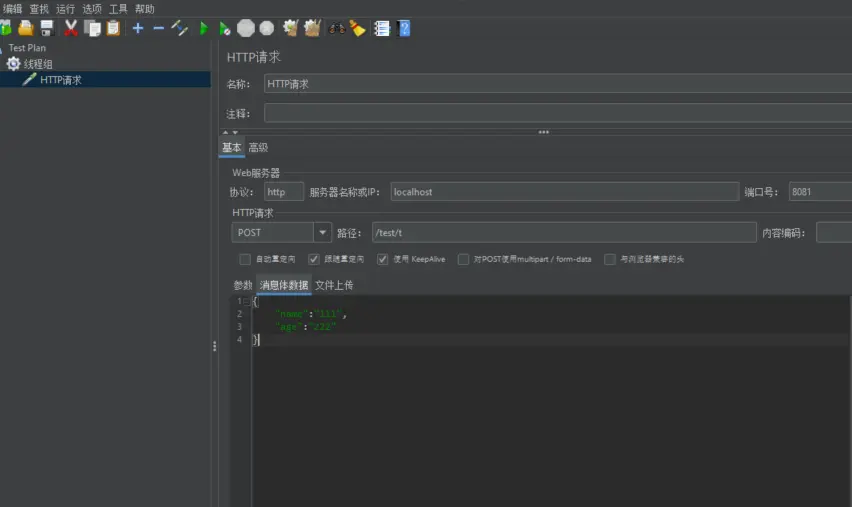 编辑 查找 运行 选项 工具 帮助
Test Plan
线程组
HTTP请求
HTTP请求
名称: HTTP请求
注释:
基本 高级
Web服务器
协议: http 服务器名称或IP: localhost 端口号: 8081
HTTP请求
POST 路径: /test/t 内容编码:
自动重定向 跟随重定向 使用 KeepAlive 对POST使用multipart / form-data 与浏览器兼容的头
参数 消息体数据 文件上传
1 {
2 "name":"111",
3 "age":"222"
4 }